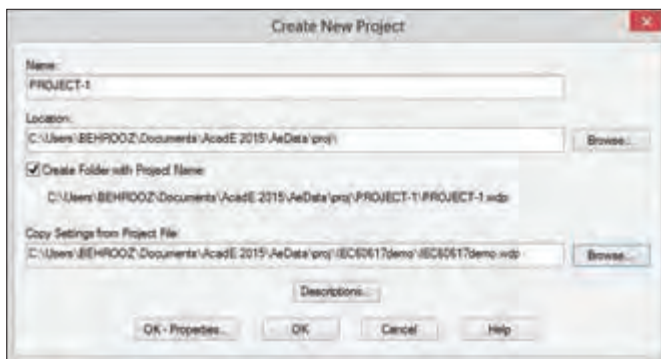 Create New Project
Name:
PROJECT-1
Location:
C:\Users\BEHROOZ\Documents\AcadE 2015\AeData\proj\
Browse...
Create Folder with Project Name
C:\Users\BEHROOZ\Documents\AcadE 2015\AeData\proj\PROJECT-1\PROJECT-1.wdp
Copy Settings from Project File:
C:\Users\BEHROOZ\Documents\AcadE 2015\AeData\proj\IEC60617demo\IEC60617demo.wdp
Browse...
Descriptions...
OK - Properties... OK Cancel Help